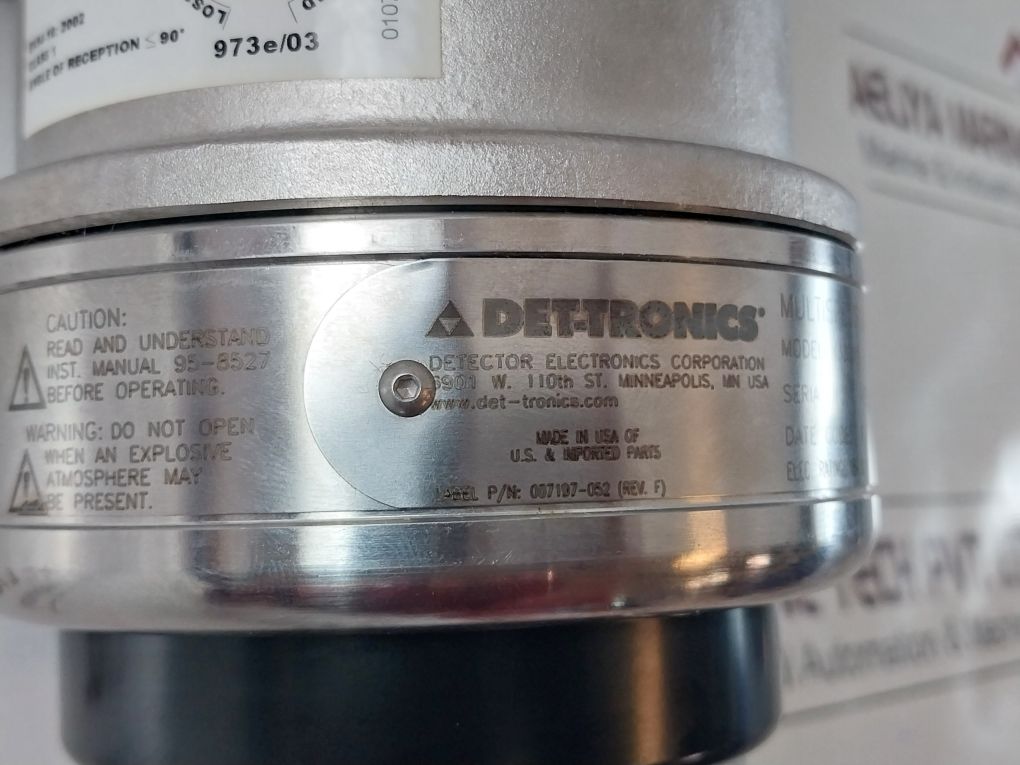 2002
ANGLE OF RECEPTION ≤ 90°
973e/03
CAUTION:
READ AND UNDERSTAND
INST. MANUAL 95-8527
BEFORE OPERATING.
WARNING: DO NOT OPEN
WHEN AN EXPLOSIVE
ATMOSPHERE MAY
BE PRESENT.
DET-TRONICS®
DETECTOR ELECTRONICS CORPORATION
6901 W. 110th ST. MINNEAPOLIS, MN USA
www.det-tronics.com
MADE IN USA OF
U.S. & IMPORTED PARTS
LABEL P/N: 007197-052 (REV. F)
DATE CODE